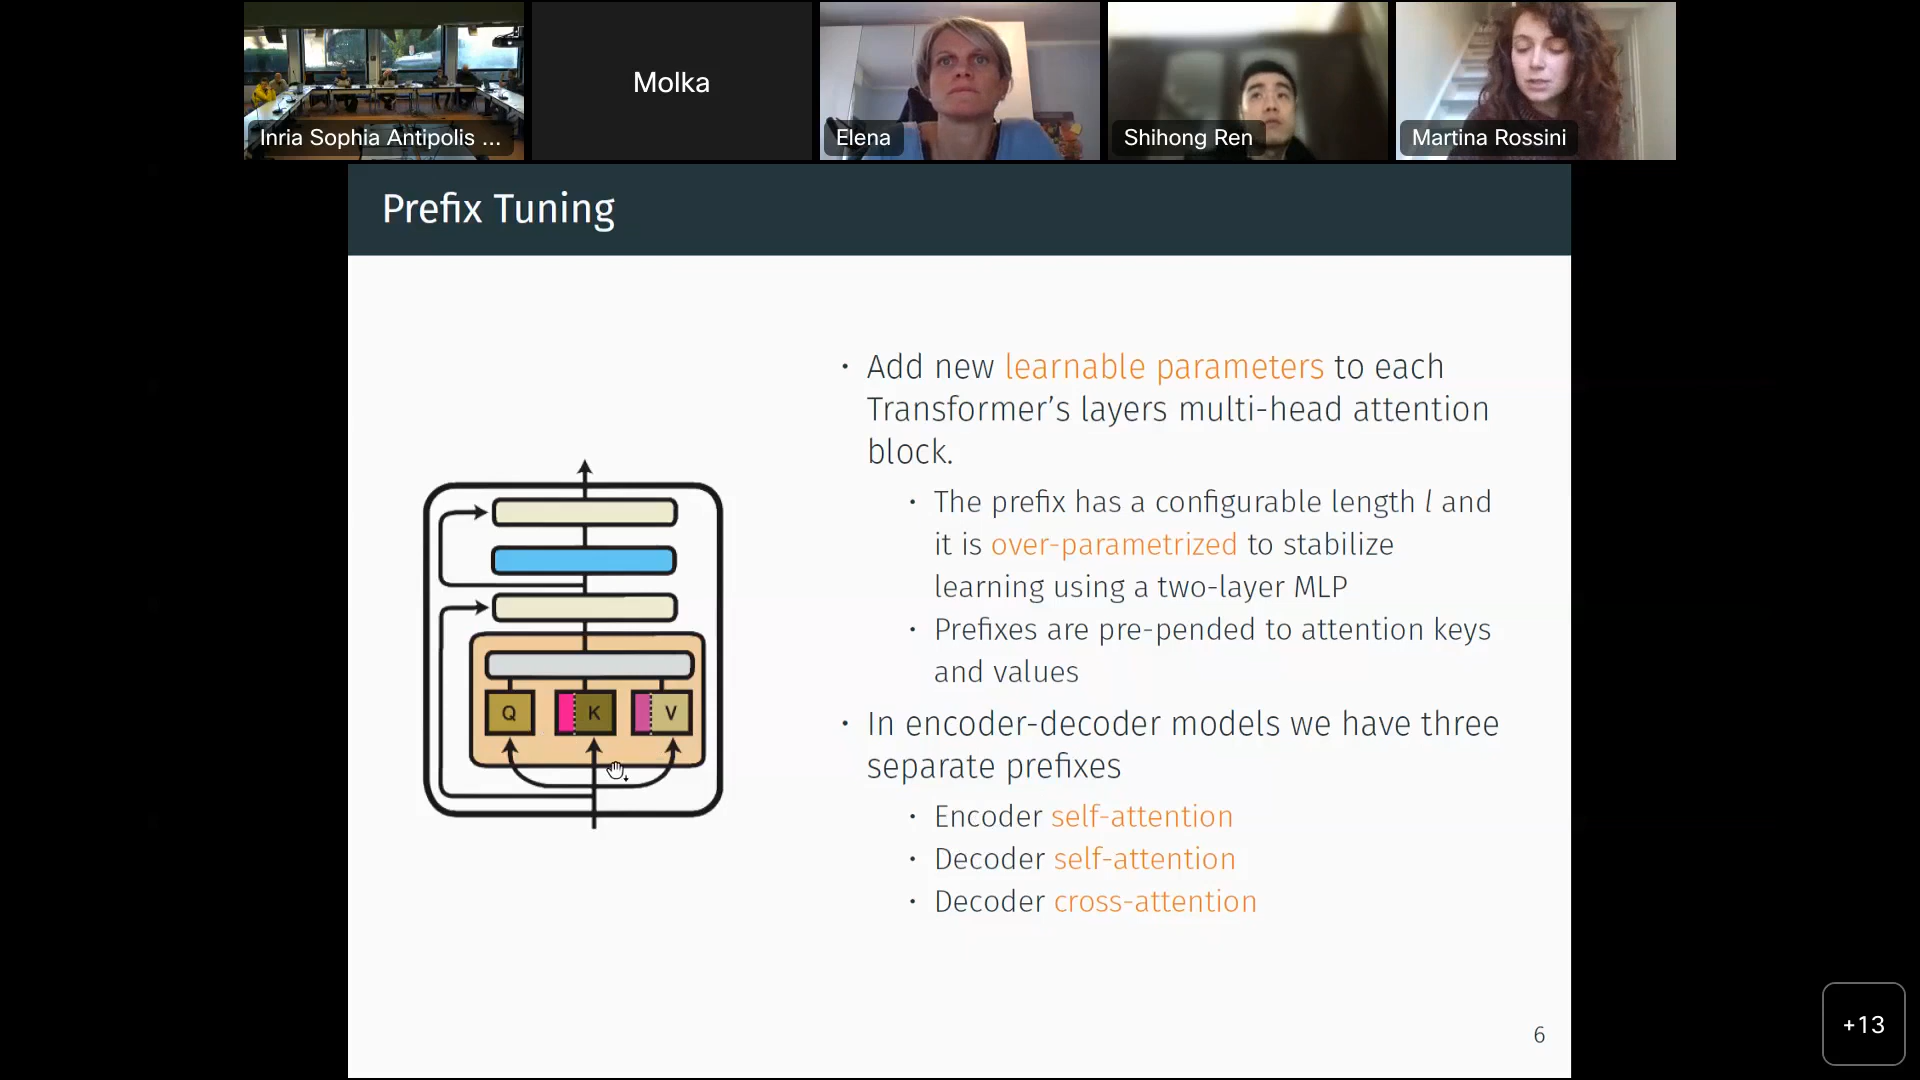 Molka
Inria Sophia Antipolis ...
Elena
Shihong Ren
Martina Rossini
Prefix Tuning
• Add new learnable parameters to each
Transformer’s layers multi-head attention
block.
• The prefix has a configurable length l and
it is over-parametrized to stabilize
learning using a two-layer MLP
• Prefixes are pre-pended to attention keys
and values
• In encoder-decoder models we have three
separate prefixes
• Encoder self-attention
• Decoder self-attention
• Decoder cross-attention
Q K V
6
+13